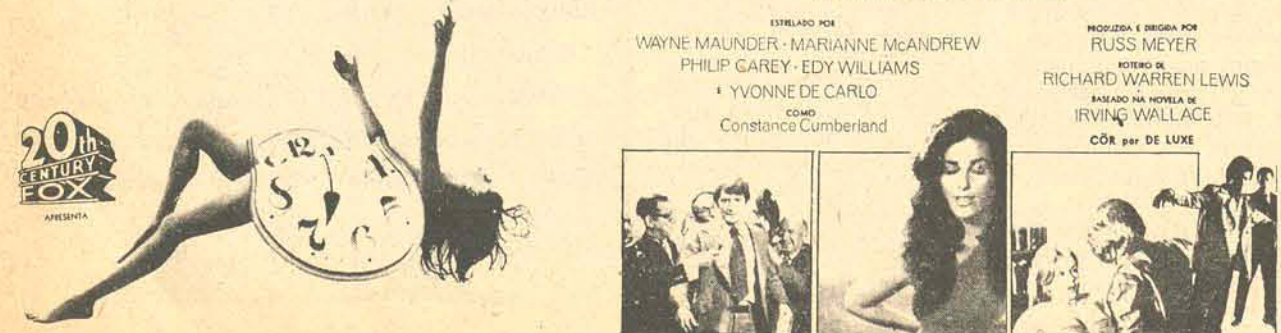 20th
CENTURY
FOX
APRESENTA
12
ESTRELADO POR
WAYNE MAUNDER · MARIANNE McANDREW
PHILIP CAREY · EDY WILLIAMS
E YVONNE DE CARLO
COMO
Constance Cumberland
PRODUZIDA E DIRIGIDA POR
RUSS MEYER
ROTEIRO DE
RICHARD WARREN LEWIS
BASEADO NA NOVELA DE
IRVING WALLACE
CÔR por DE LUXE